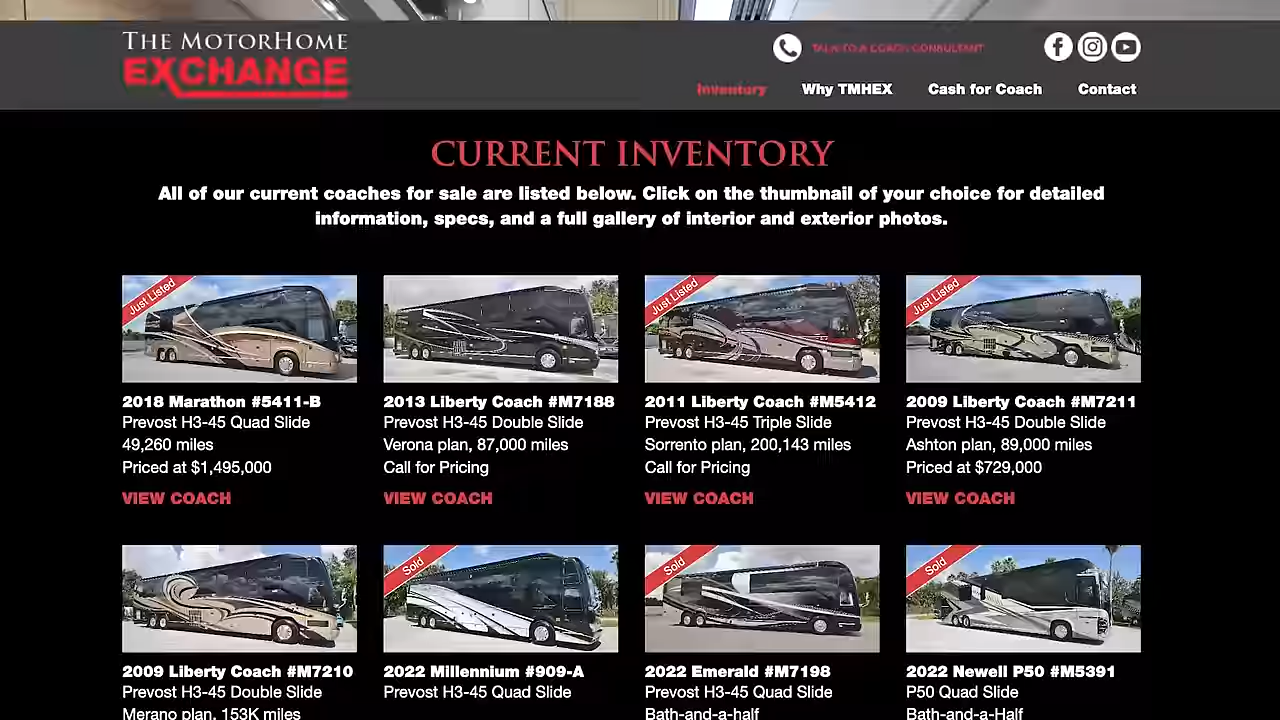 THE MOTORHOME
EXCHANGE
TALK TO A COACH CONSULTANT
Inventory
Why TMHEX
Cash for Coach
Contact
CURRENT INVENTORY
All of our current coaches for sale are listed below. Click on the thumbnail of your choice for detailed
information, specs, and a full gallery of interior and exterior photos.
Just Listed
2018 Marathon #5411-B
Prevost H3-45 Quad Slide
49,260 miles
Priced at $1,495,000
VIEW COACH
2013 Liberty Coach #M7188
Prevost H3-45 Double Slide
Verona plan, 87,000 miles
Call for Pricing
VIEW COACH
Just Listed
2011 Liberty Coach #M5412
Prevost H3-45 Triple Slide
Sorrento plan, 200,143 miles
Call for Pricing
VIEW COACH
Just Listed
2009 Liberty Coach #M7211
Prevost H3-45 Double Slide
Ashton plan, 89,000 miles
Priced at $729,000
VIEW COACH
2009 Liberty Coach #M7210
Prevost H3-45 Double Slide
Merano plan, 153K miles
Sold
2022 Millennium #909-A
Prevost H3-45 Quad Slide
Sold
2022 Emerald #M7198
Prevost H3-45 Quad Slide
Bath-and-a-half
Sold
2022 Newell P50 #M5391
P50 Quad Slide
Bath-and-a-Half